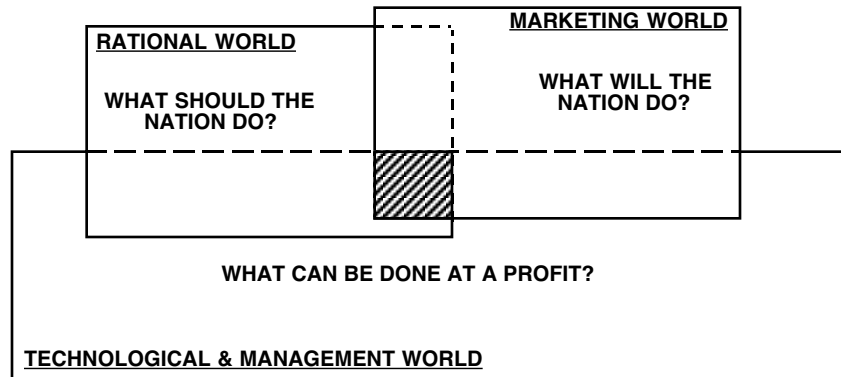 RATIONAL WORLD
WHAT SHOULD THE
NATION DO?
MARKETING WORLD
WHAT WILL THE
NATION DO?
WHAT CAN BE DONE AT A PROFIT?
TECHNOLOGICAL & MANAGEMENT WORLD